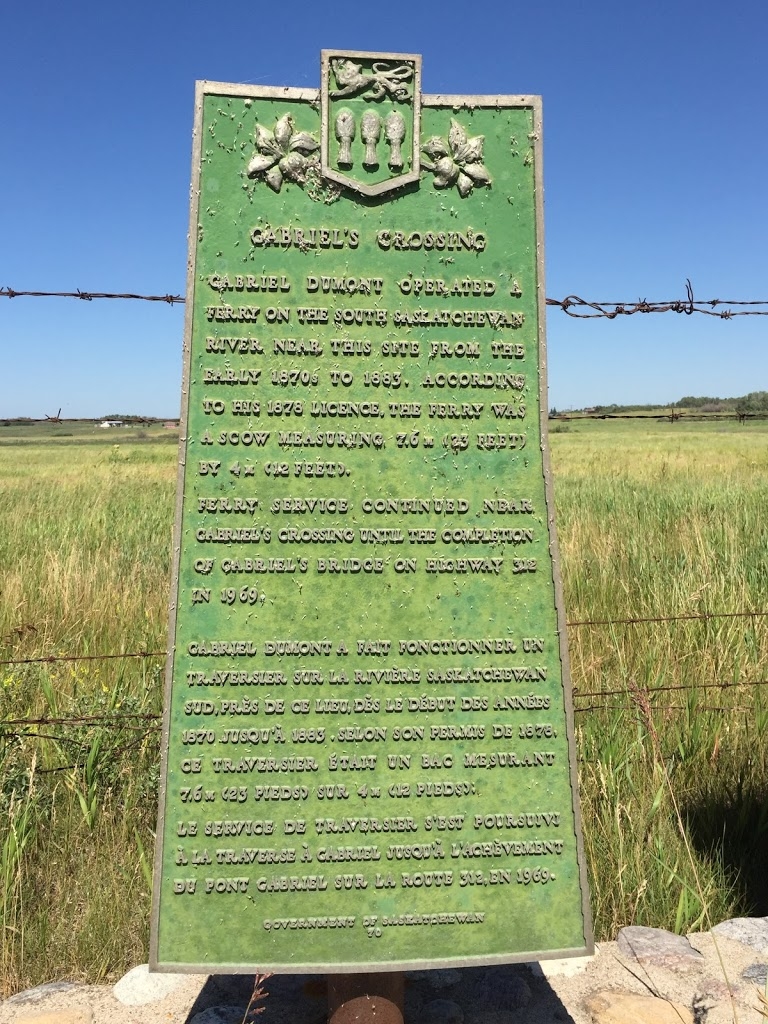 GABRIEL'S CROSSING
GABRIEL DUMONT OPERATED A
FERRY ON THE SOUTH SASKATCHEWAN
RIVER NEAR THIS SITE FROM THE
EARLY 1870s TO 1883. ACCORDING
TO HIS 1878 LICENCE, THE FERRY WAS
A SCOW MEASURING 7.6 M (23 FEET)
BY 4 M (12 FEET).
FERRY SERVICE CONTINUED NEAR
GABRIEL'S CROSSING UNTIL THE COMPLETION
OF GABRIEL'S BRIDGE ON HIGHWAY 312
IN 1969.
GABRIEL DUMONT A FAIT FONCTIONNER UN
TRAVERSIER SUR LA RIVIÈRE SASKATCHEWAN
SUD, PRÈS DE CE LIEU, DÈS LE DÉBUT DES ANNÉES
1870 JUSQU'À 1883. SELON SON PERMIS DE 1878,
CE TRAVERSIER ÉTAIT UN BAC MESURANT
7.6 M (23 PIEDS) SUR 4 M (12 PIEDS).
LE SERVICE DE TRAVERSIER S'EST POURSUIVI
À LA TRAVERSE À GABRIEL JUSQU'À L'ACHÈVEMENT
DU PONT GABRIEL SUR LA ROUTE 312, EN 1969.
GOVERNMENT OF SASKATCHEWAN